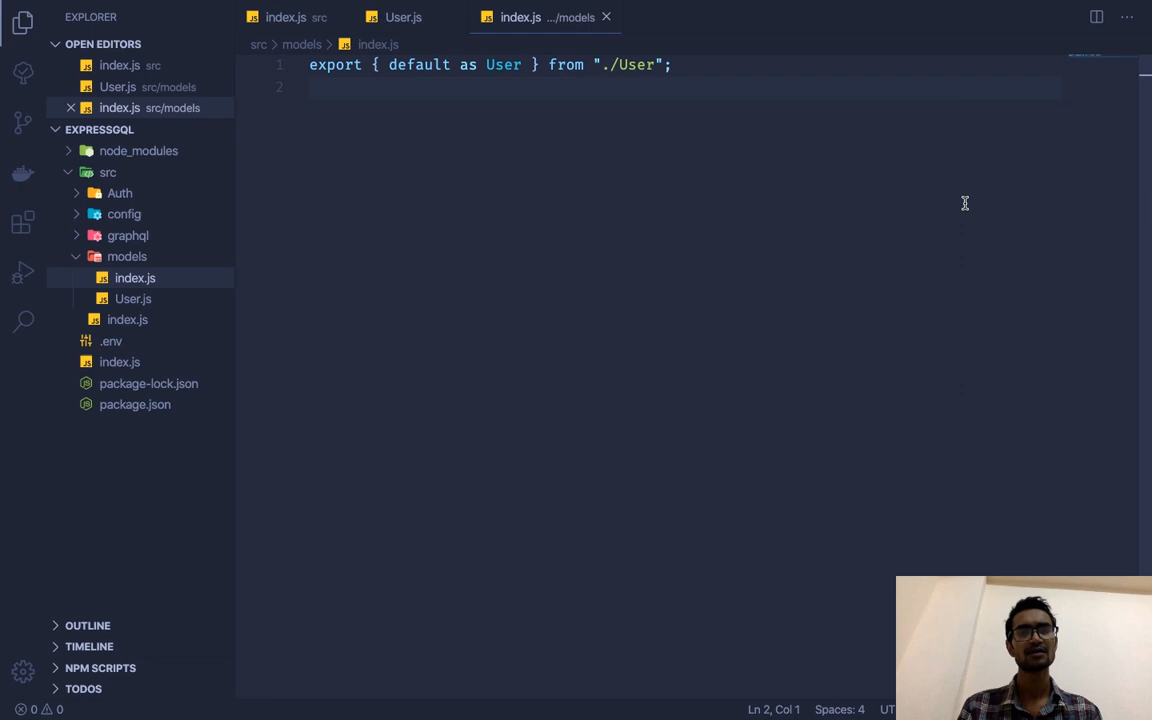 EXPLORER
OPEN EDITORS
index.js src
User.js src/models
index.js src/models
EXPRESSGQL
node_modules
src
Auth
config
graphql
models
index.js
User.js
index.js
.env
index.js
package-lock.json
package.json
OUTLINE
TIMELINE
NPM SCRIPTS
TODOS
index.js src
User.js
index.js .../models
src > models > index.js
1 export { default as User } from "./User";
2
0 0
Ln 2, Col 1 Spaces: 4 UT